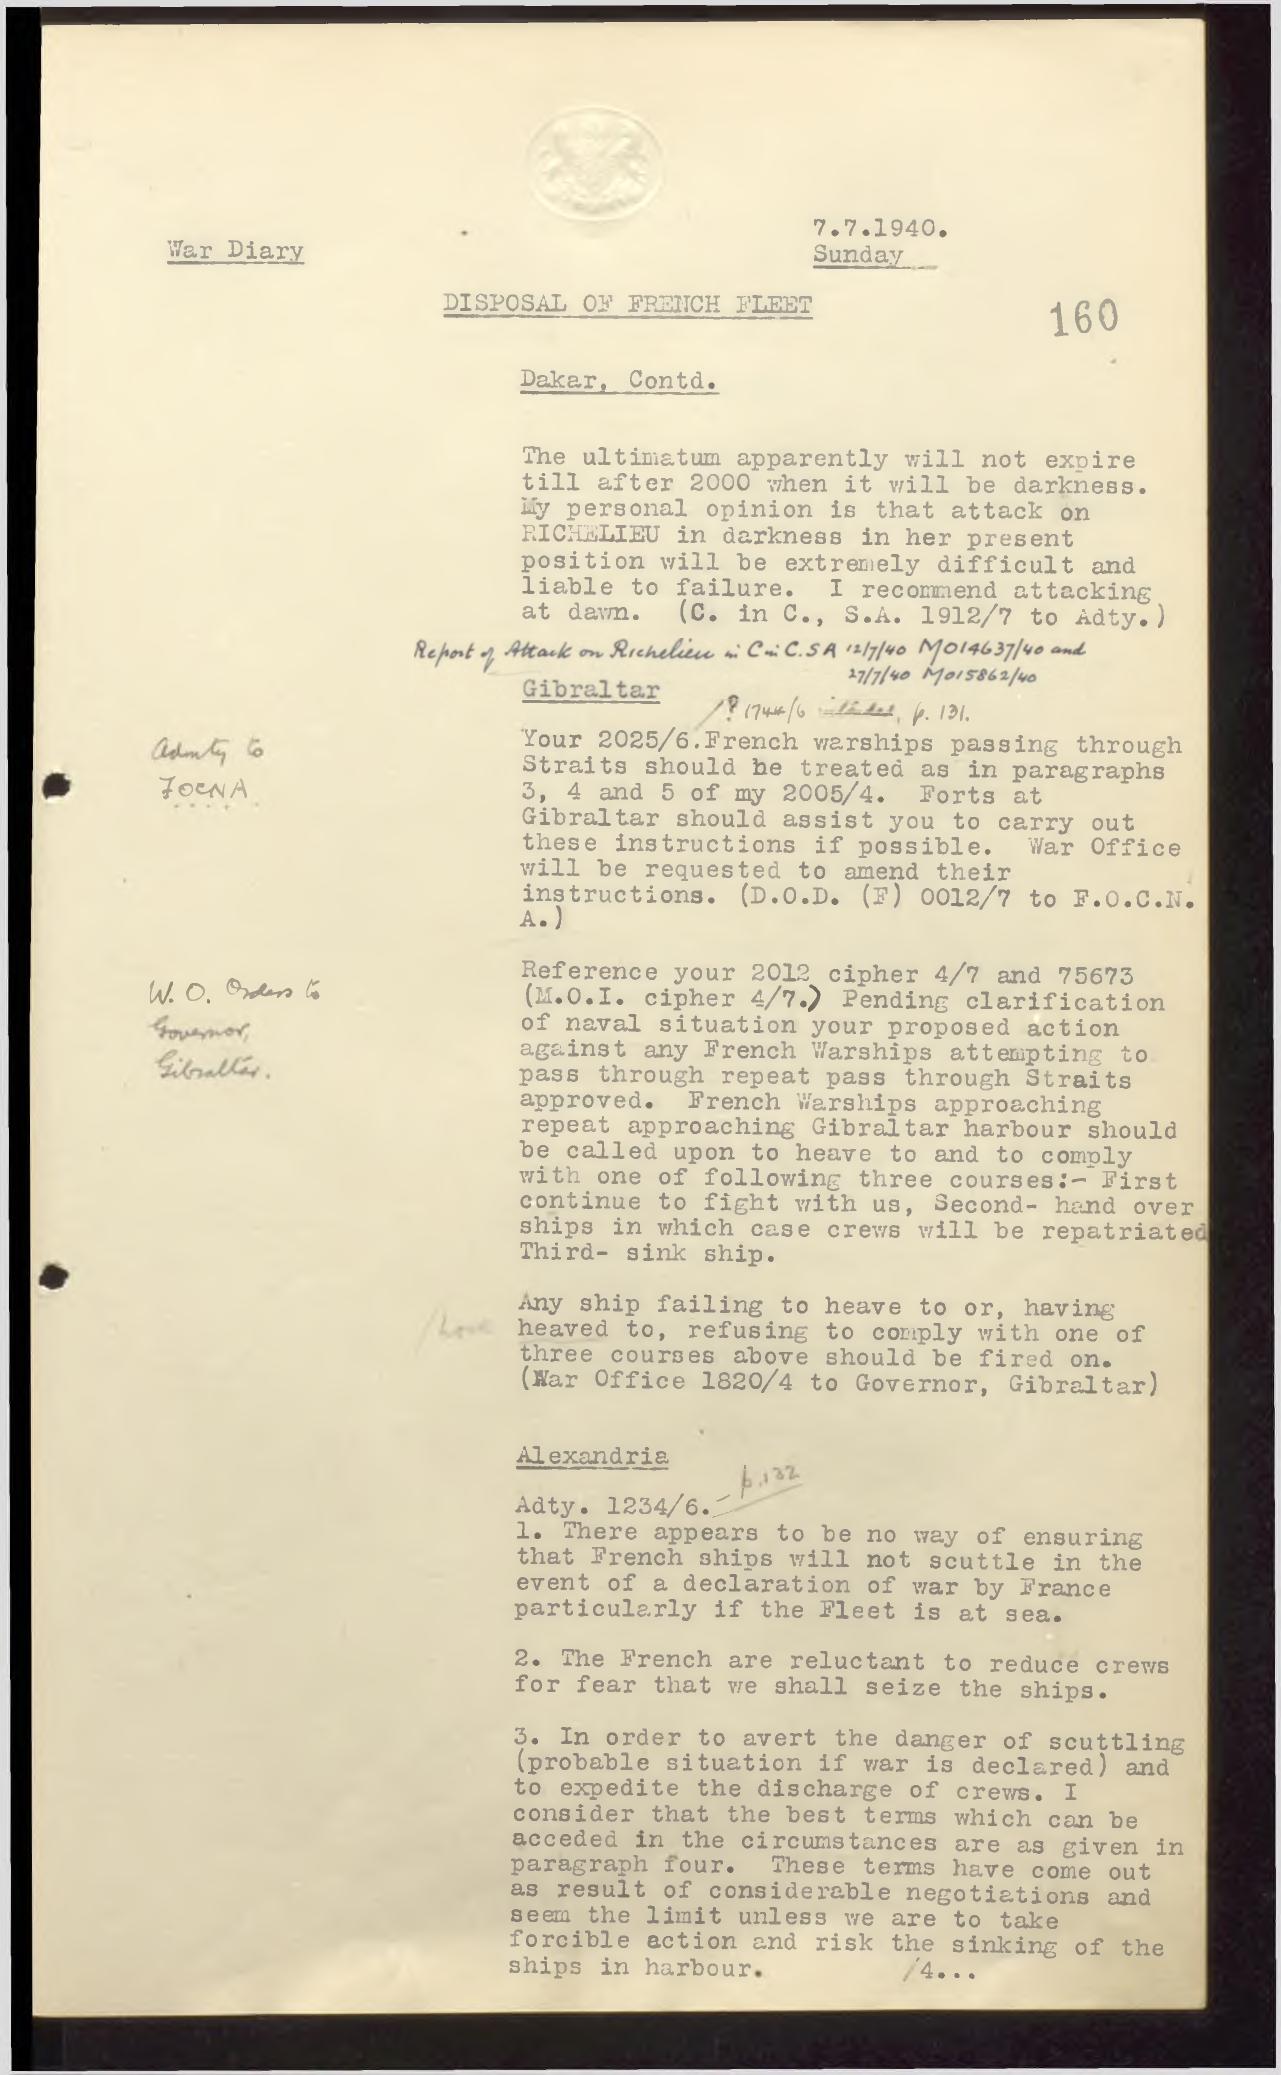 War Diary
7.7.1940.
Sunday
DISPOSAL OF FRENCH FLEET
160
Dakar, Contd.
The ultimatum apparently will not expire
till after 2000 when it will be darkness.
My personal opinion is that attack on
RICHELIEU in darkness in her present
position will be extremely difficult and
liable to failure. I recommend attacking
at dawn. (C. in C., S.A. 1912/7 to Adty.)
Report of Attack on Richelieu in C in C. SA 12/7/40 M014637/40 and
27/7/40 M015862/40
Gibraltar
/? 1744/6 p. 131.
Admty to
FOCNA
Your 2025/6.French warships passing through
Straits should be treated as in paragraphs
3, 4 and 5 of my 2005/4. Forts at
Gibraltar should assist you to carry out
these instructions if possible. War Office
will be requested to amend their
instructions. (D.O.D. (F) 0012/7 to F.O.C.N.
A.)
W. O. Orders to
Governor,
Gibraltar.
Reference your 2012 cipher 4/7 and 75673
(M.O.I. cipher 4/7.) Pending clarification
of naval situation your proposed action
against any French Warships attempting to
pass through repeat pass through Straits
approved. French Warships approaching
repeat approaching Gibraltar harbour should
be called upon to heave to and to comply
with one of following three courses:- First
continue to fight with us, Second- hand over
ships in which case crews will be repatriated
Third- sink ship.
Any ship failing to heave to or, having
/hove
heaved to, refusing to comply with one of
three courses above should be fired on.
(War Office 1820/4 to Governor, Gibraltar)
Alexandria
p.132
Adty. 1234/6.-
1. There appears to be no way of ensuring
that French ships will not scuttle in the
event of a declaration of war by France
particularly if the Fleet is at sea.
2. The French are reluctant to reduce crews
for fear that we shall seize the ships.
3. In order to avert the danger of scuttling
(probable situation if war is declared) and
to expedite the discharge of crews. I
consider that the best terms which can be
acceded in the circumstances are as given in
paragraph four. These terms have come out
as result of considerable negotiations and
seem the limit unless we are to take
forcible action and risk the sinking of the
ships in harbour. /4...